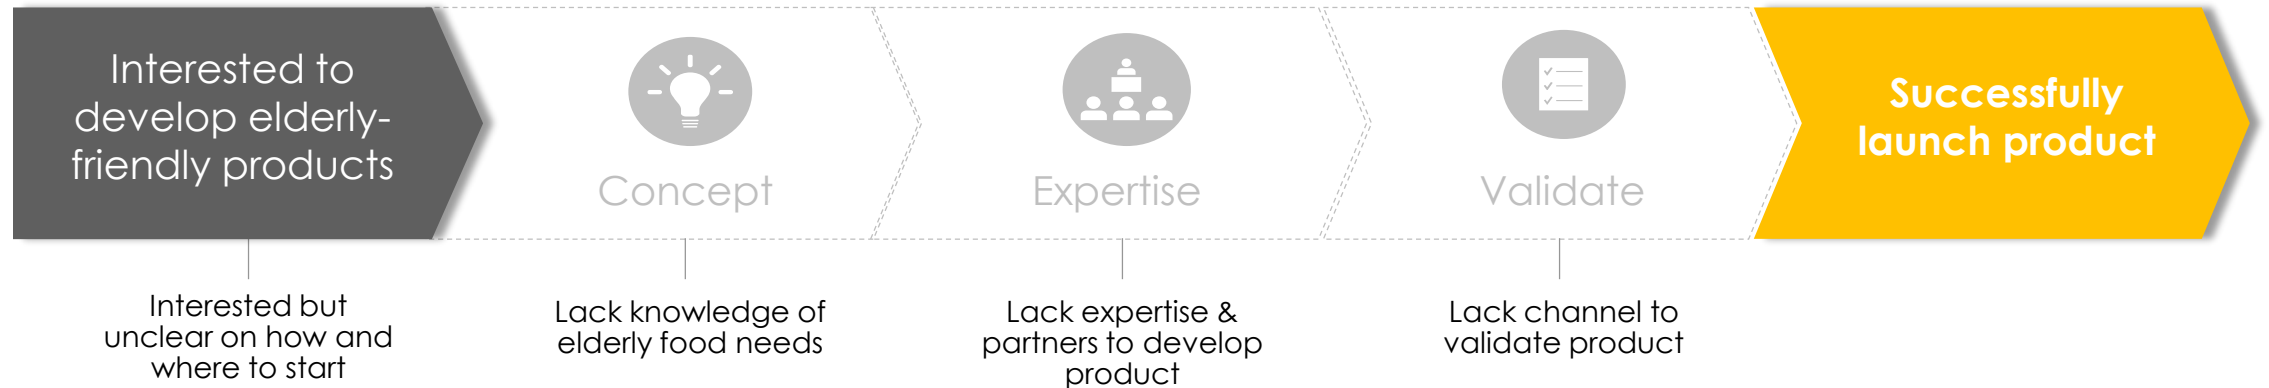 Interested to
develop elderly-
friendly products
Concept
Expertise
Validate
Successfully
launch product
Interested but
unclear on how and
where to start
Lack knowledge of
elderly food needs
Lack expertise &
partners to develop
product
Lack channel to
validate product